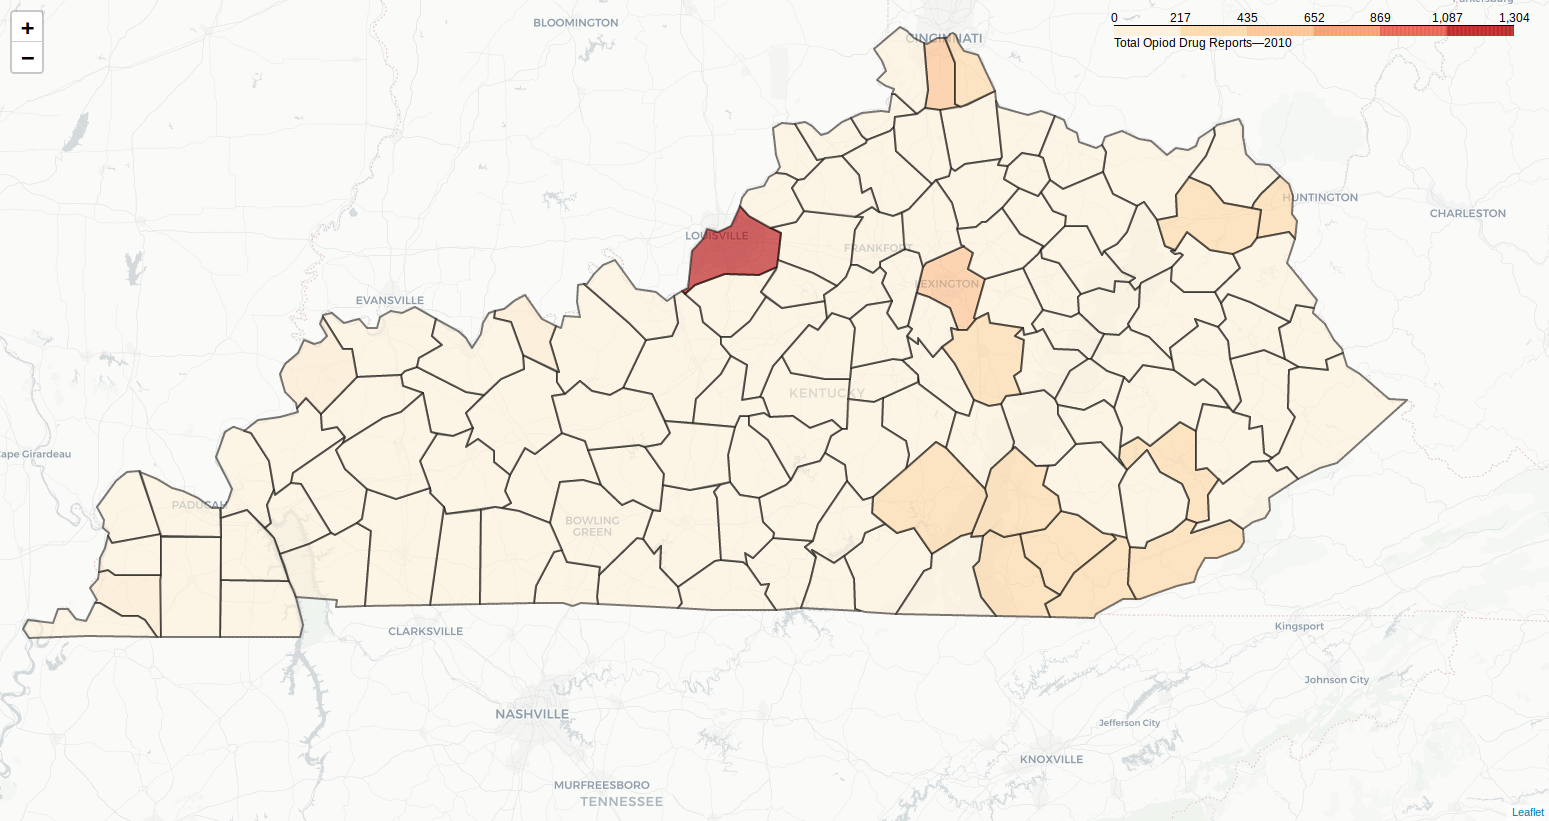 +
−
BLOOMINGTON
CINCINNATI
0 217 435 652 869 1,087 1,304
Total Opiod Drug Reports—2010
HUNTINGTON
CHARLESTON
LOUISVILLE
FRANKFORT
LEXINGTON
EVANSVILLE
KENTUCKY
Cape Girardeau
PADUCAH
BOWLING
GREEN
CLARKSVILLE
Kingsport
Johnson City
NASHVILLE
Jefferson City
KNOXVILLE
MURFREESBORO
TENNESSEE
Leaflet